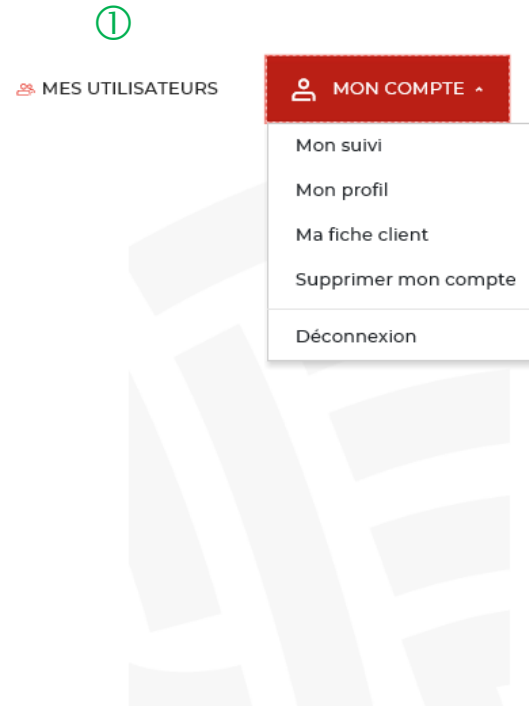 ①
MES UTILISATEURS
MON COMPTE
Mon suivi
Mon profil
Ma fiche client
Supprimer mon compte
Déconnexion